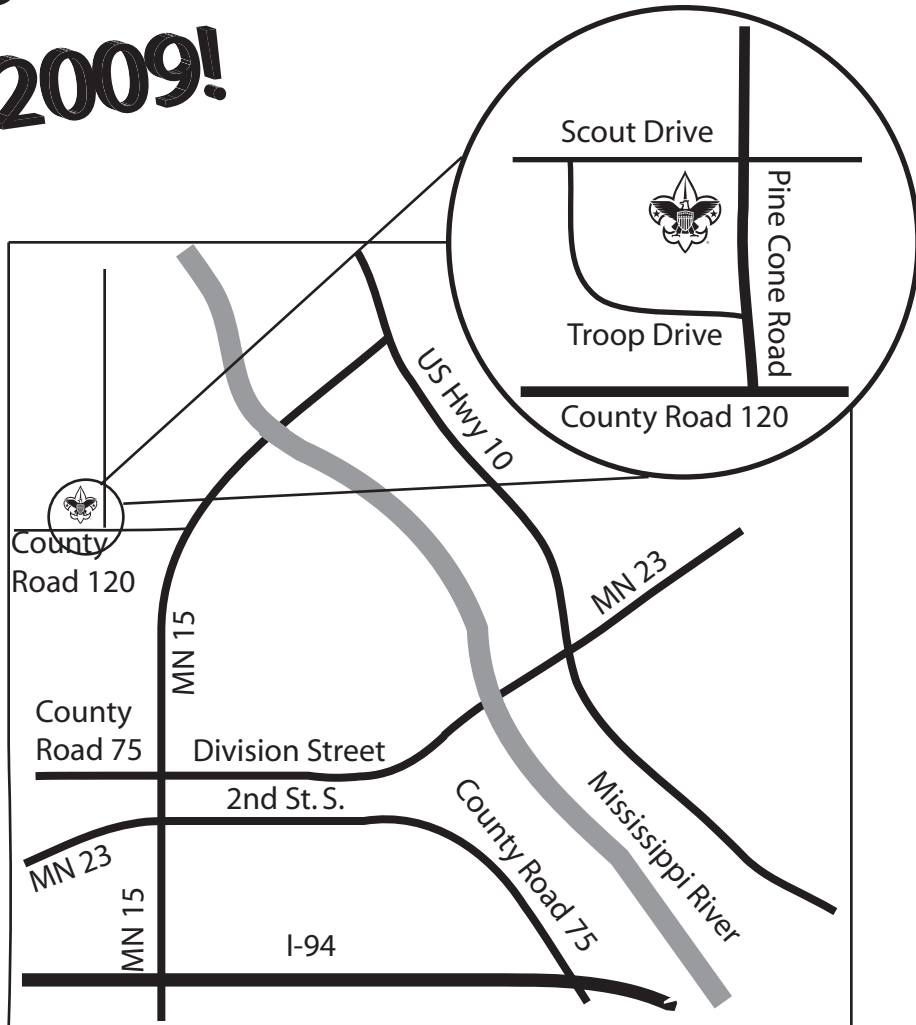 2009!
Scout Drive
Pine Cone Road
Troop Drive
County Road 120
US Hwy 10
County
Road 120
MN 23
MN 15
County
Road 75
Division Street
2nd St. S.
County Road 75
Mississippi River
MN 23
MN 15
I-94